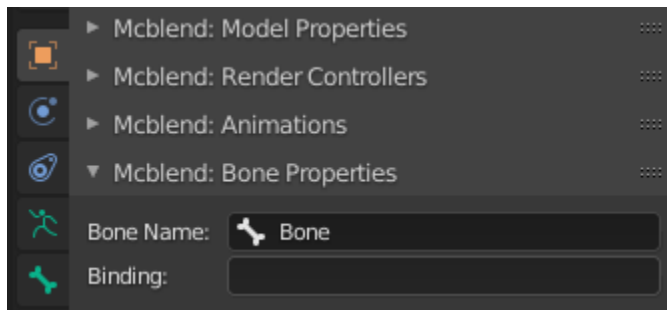 Mcblend: Model Properties
Mcblend: Render Controllers
Mcblend: Animations
Mcblend: Bone Properties
Bone Name: Bone
Binding: